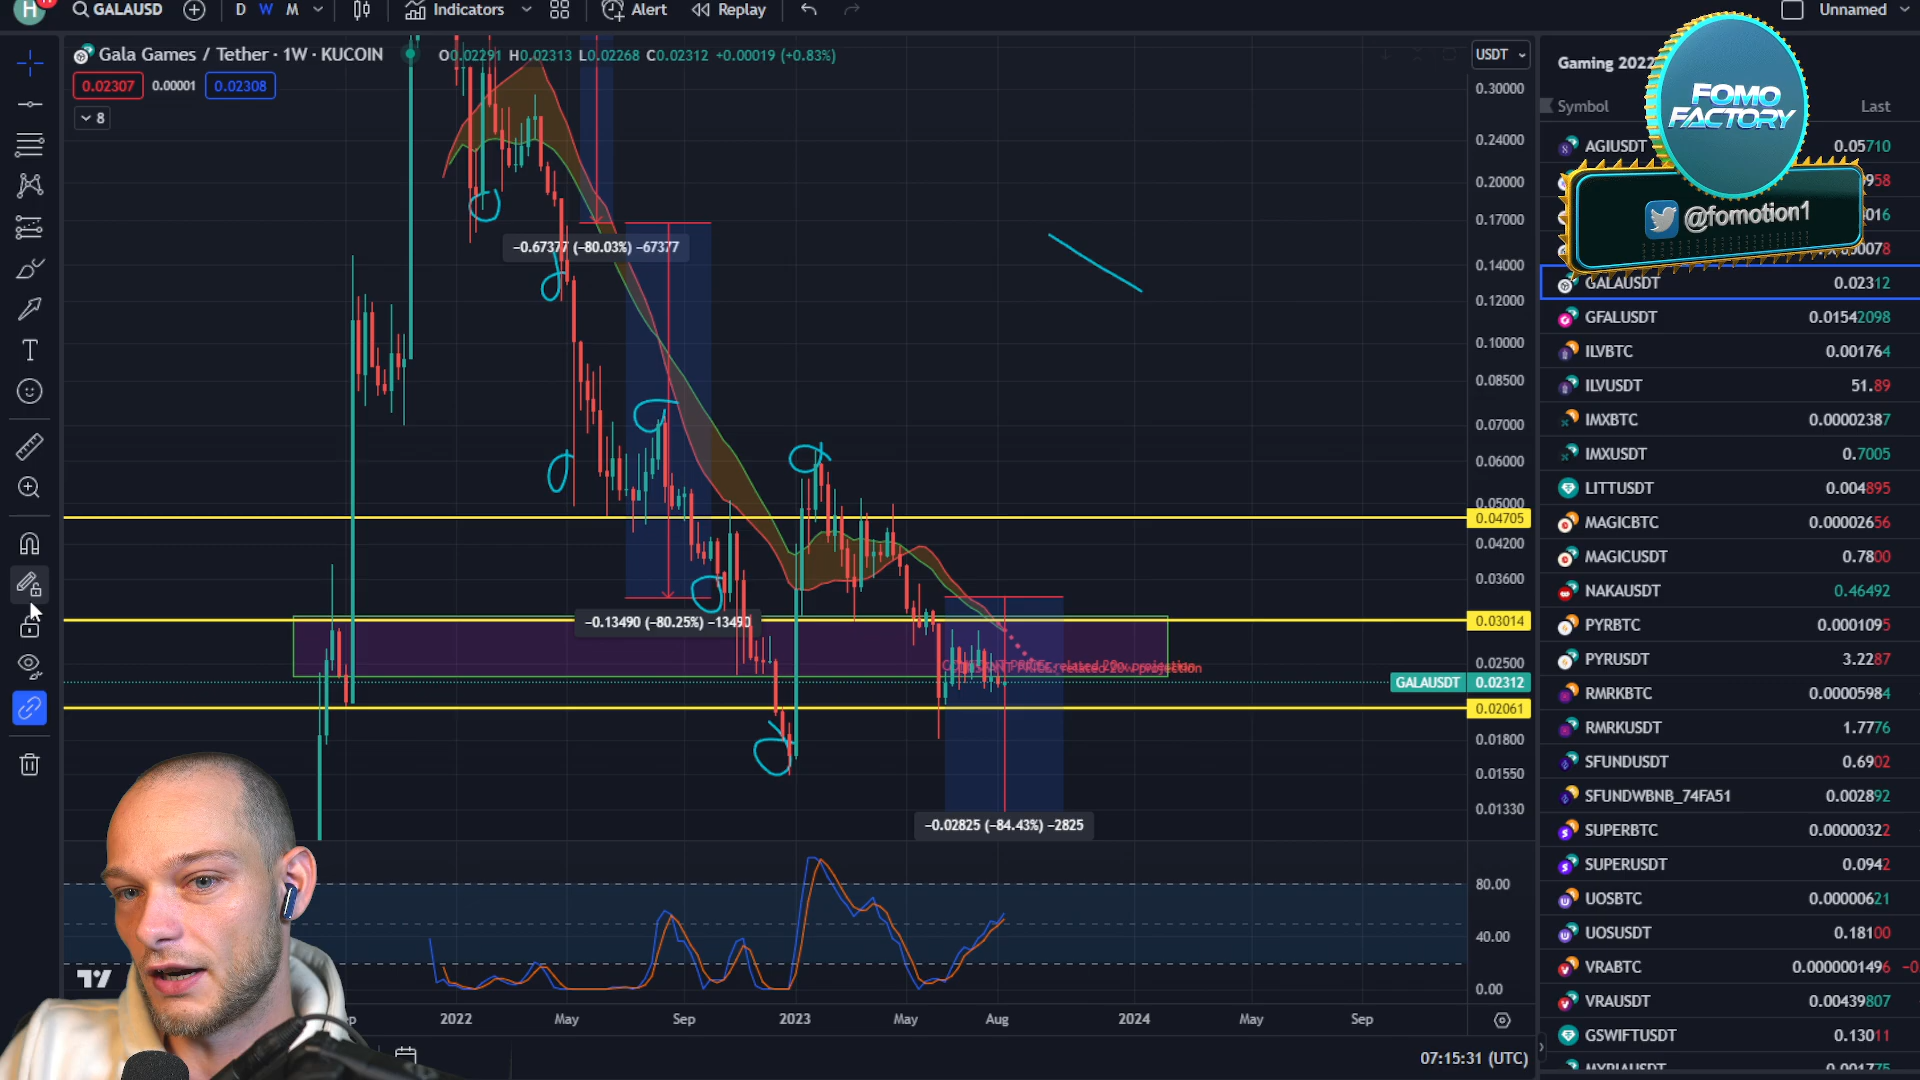 H
GALAUSD
D W M
Indicators
Alert
Replay
Unnamed
Gala Games / Tether · 1W · KUCOIN
O0.02291 H0.02313 L0.02268 C0.02312 +0.00019 (+0.83%)
0.02307
0.00001
0.02308
8
USDT
0.30000
0.24000
0.20000
0.17000
0.14000
0.12000
0.10000
0.08500
0.07000
0.06000
0.05000
0.04705
0.04200
0.03600
0.03014
0.02500
GALAUSDT 0.02312
0.02061
0.01800
0.01550
0.01330
80.00
40.00
0.00
−0.67377 (−80.03%) −67377
−0.13490 (−80.25%) −13490
−0.02825 (−84.43%) −2825
2022
May
Sep
2023
May
Aug
2024
May
Sep
07:15:31 (UTC)
Gaming 2022
Symbol
Last
FOMO
FACTORY
@fomotion1
AGIUSDT 0.05710
GALAUSDT 0.02312
GFALUSDT 0.01542098
ILVBTC 0.001764
ILVUSDT 51.89
IMXBTC 0.00002387
IMXUSDT 0.7005
LITTUSDT 0.004895
MAGICBTC 0.00002656
MAGICUSDT 0.7800
NAKAUSDT 0.46492
PYRBTC 0.0001095
PYRUSDT 3.2287
RMRKBTC 0.00005984
RMRKUSDT 1.7776
SFUNDUSDT 0.6902
SFUNDWBNB_74FA51 0.002892
SUPERBTC 0.00000322
SUPERUSDT 0.0942
UOSBTC 0.00000621
UOSUSDT 0.18100
VRABTC 0.0000001496
VRAUSDT 0.00439807
GSWIFTUSDT 0.13011